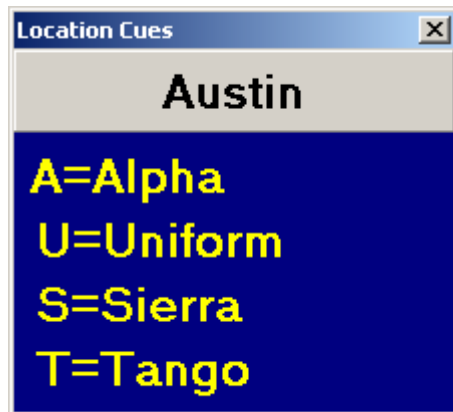 Location Cues
Austin
A=Alpha
U=Uniform
S=Sierra
T=Tango